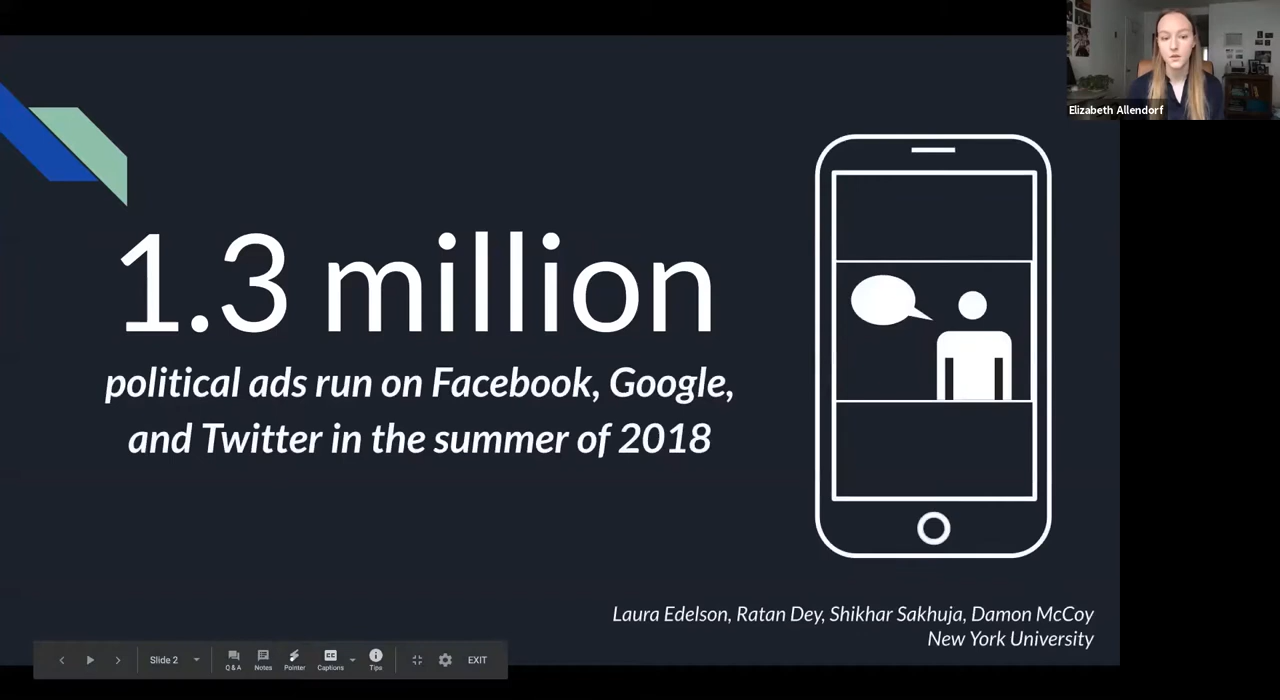 Elizabeth Allendorf
1.3 million
political ads run on Facebook, Google,
and Twitter in the summer of 2018
Laura Edelson, Ratan Dey, Shikhar Sakhuja, Damon McCoy
New York University
Slide 2
Q & A
Notes
Pointer
Captions
Tips
EXIT